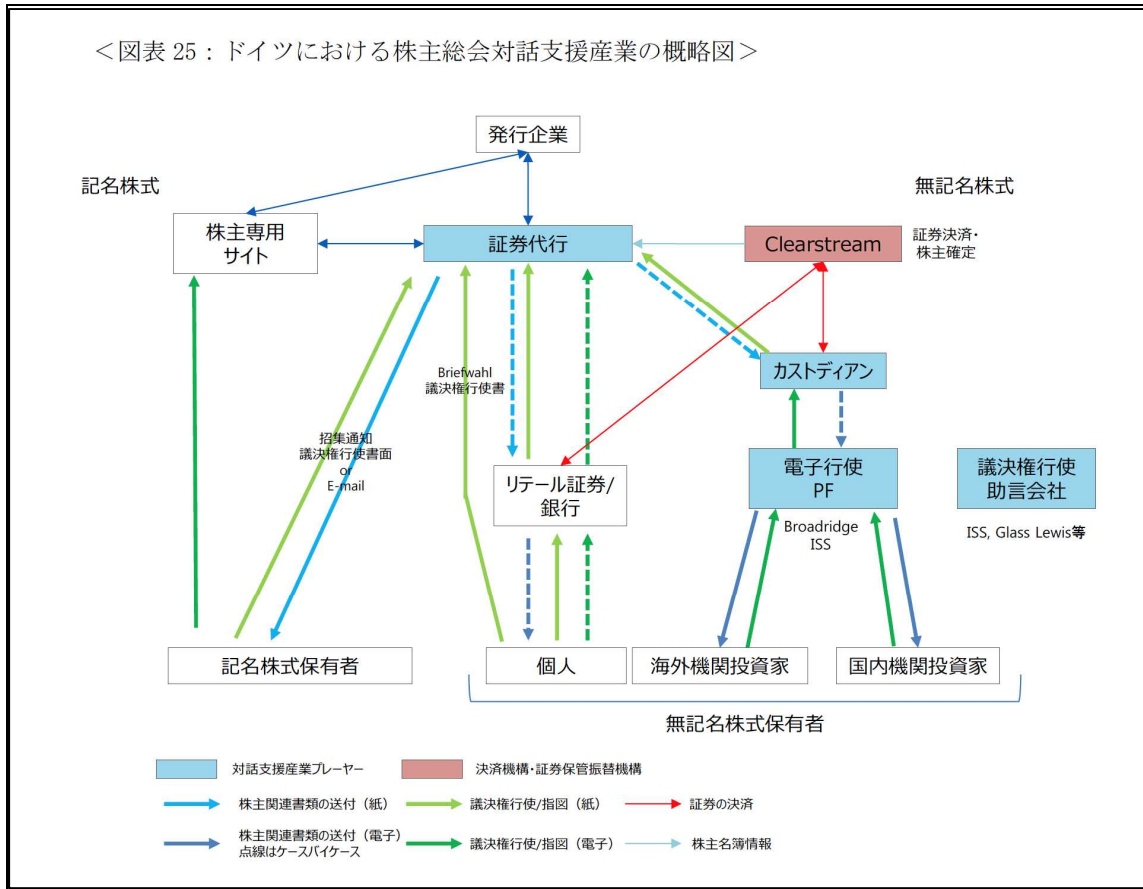 ＜図表 25：ドイツにおける株主総会対話支援産業の概略図＞
発行企業
記名株式
無記名株式
株主専用
サイト
証券代行
Clearstream
証券決済・
株主確定
カストディアン
Briefwahl
議決権行使書
招集通知
議決権行使書面
or
E-mail
リテール証券/
銀行
電子行使
PF
議決権行使
助言会社
Broadridge
ISS
ISS, Glass Lewis等
記名株式保有者
個人
海外機関投資家
国内機関投資家
無記名株式保有者
対話支援産業プレーヤー
決済機構・証券保管振替機構
株主関連書類の送付（紙）
議決権行使/指図（紙）
証券の決済
株主関連書類の送付（電子）
点線はケースバイケース
議決権行使/指図（電子）
株主名簿情報